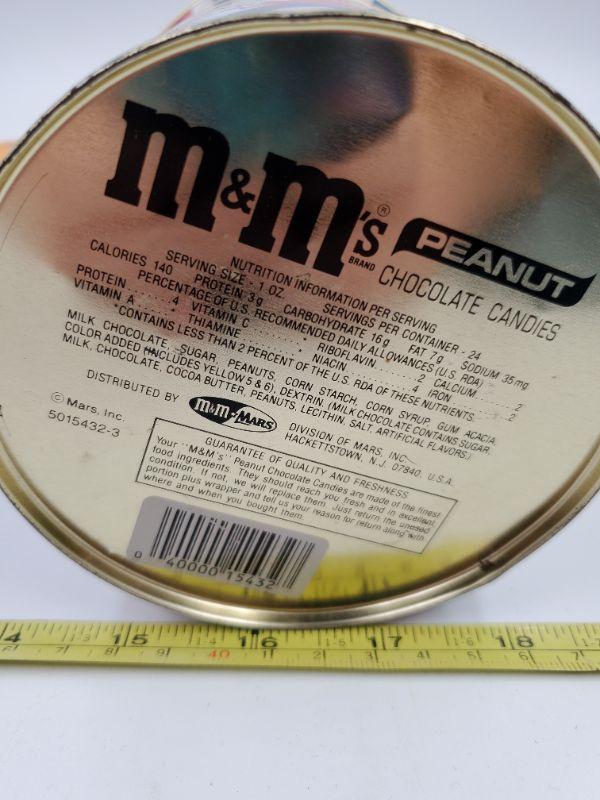 m&m's® BRAND PEANUT
CHOCOLATE CANDIES
NUTRITION INFORMATION PER SERVING
SERVING SIZE - 1 OZ. SERVINGS PER CONTAINER - 24
CALORIES 140 PROTEIN 3g CARBOHYDRATE 16g FAT 7g SODIUM 35mg
PERCENTAGE OF U.S. RECOMMENDED DAILY ALLOWANCES (U.S. RDA)
PROTEIN 4 VITAMIN C RIBOFLAVIN 2 CALCIUM 2
VITAMIN A THIAMINE NIACIN 4 IRON 2
*CONTAINS LESS THAN 2 PERCENT OF THE U.S. RDA OF THESE NUTRIENTS.
MILK CHOCOLATE, SUGAR, PEANUTS, CORN STARCH, CORN SYRUP, GUM ACACIA,
COLOR ADDED (INCLUDES YELLOW 5 & 6), DEXTRIN. (MILK CHOCOLATE CONTAINS SUGAR,
MILK, CHOCOLATE, COCOA BUTTER, PEANUTS, LECITHIN, SALT, ARTIFICIAL FLAVORS.)
DISTRIBUTED BY m&m-MARS DIVISION OF MARS, INC.
HACKETTSTOWN, N.J. 07840, U.S.A.
© Mars, Inc.
5015432-3
GUARANTEE OF QUALITY AND FRESHNESS
Your "M&M's" Peanut Chocolate Candies are made of the finest
food ingredients. They should reach you fresh and in excellent
condition. If not, we will replace them. Just return the unused
portion plus wrapper and tell us your reason for return along with
where and when you bought them.
0 40000 15432
4 15 16 17 18
40